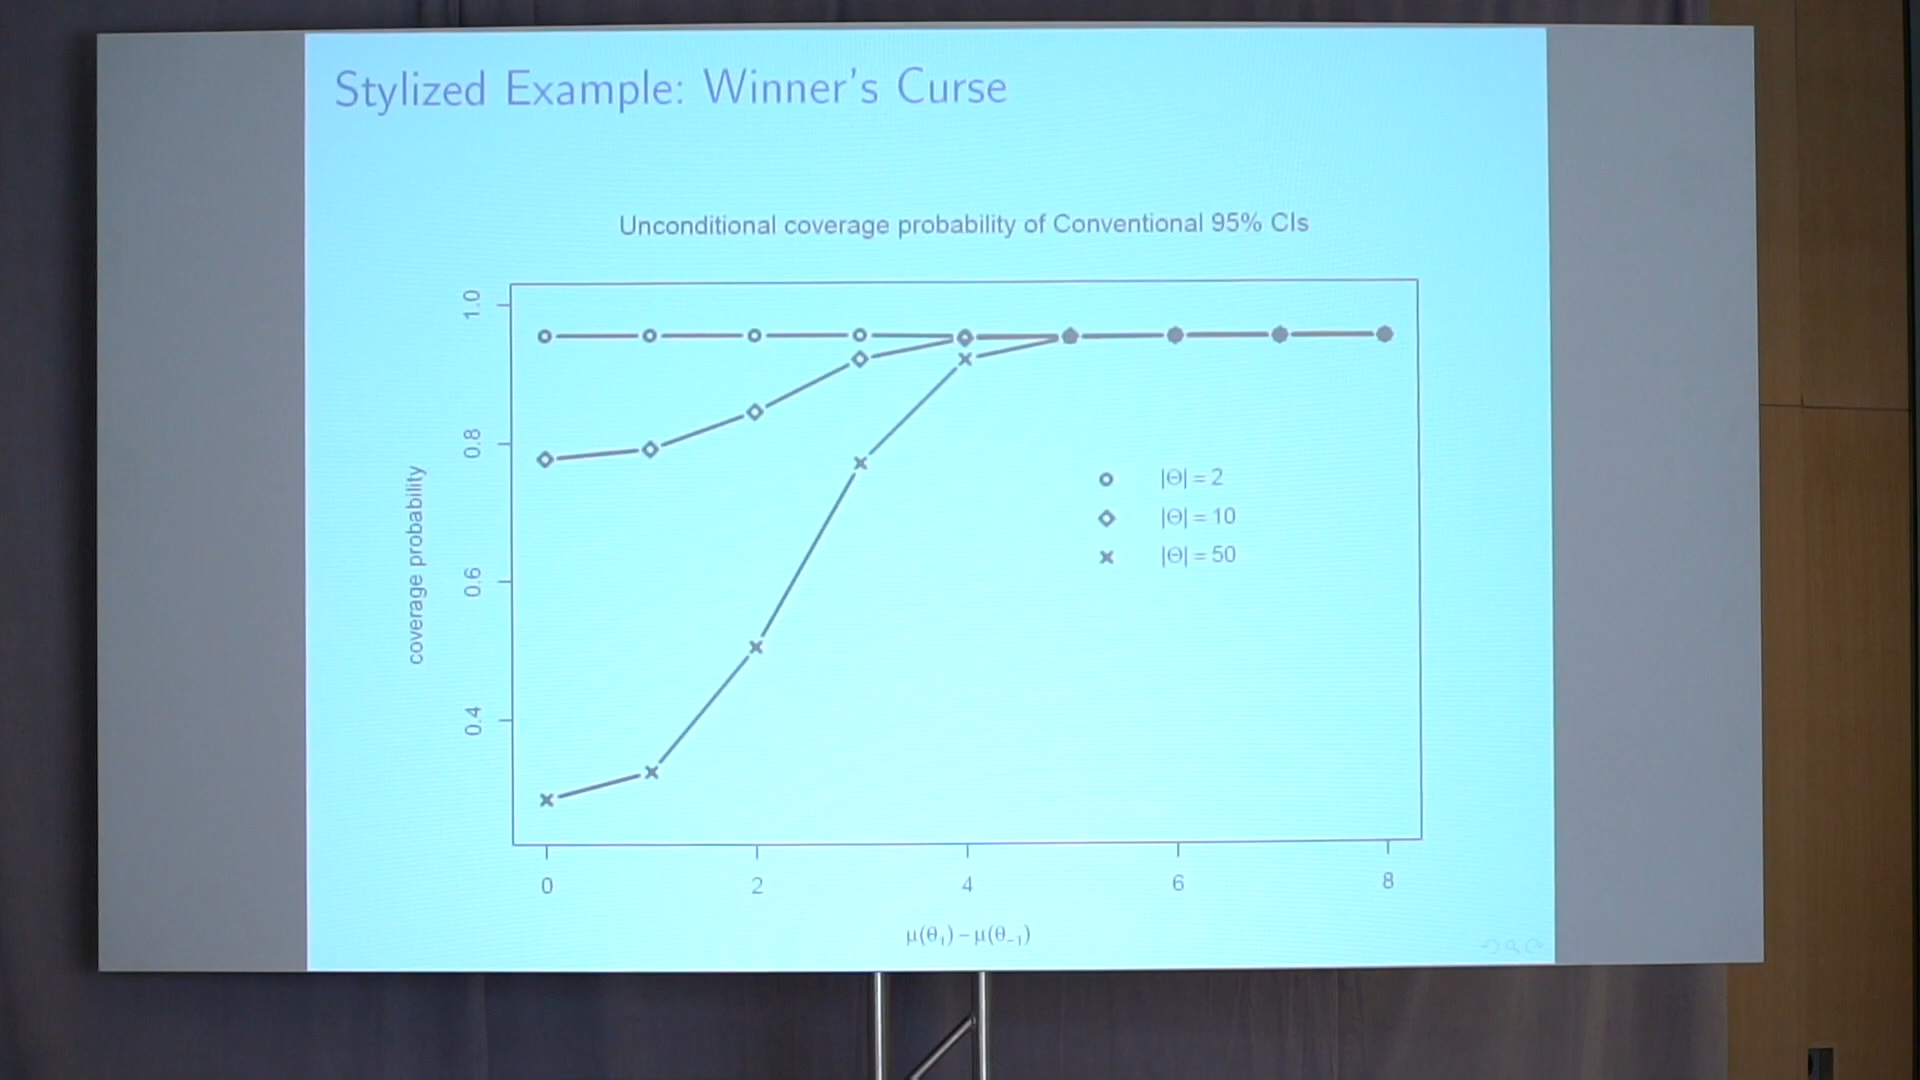 Stylized Example: Winner's Curse
Unconditional coverage probability of Conventional 95% CIs
coverage probability
1.0
0.8
0.6
0.4
|Θ| = 2
|Θ| = 10
|Θ| = 50
0 2 4 6 8
μ(θ₁) − μ(θ₋₁)